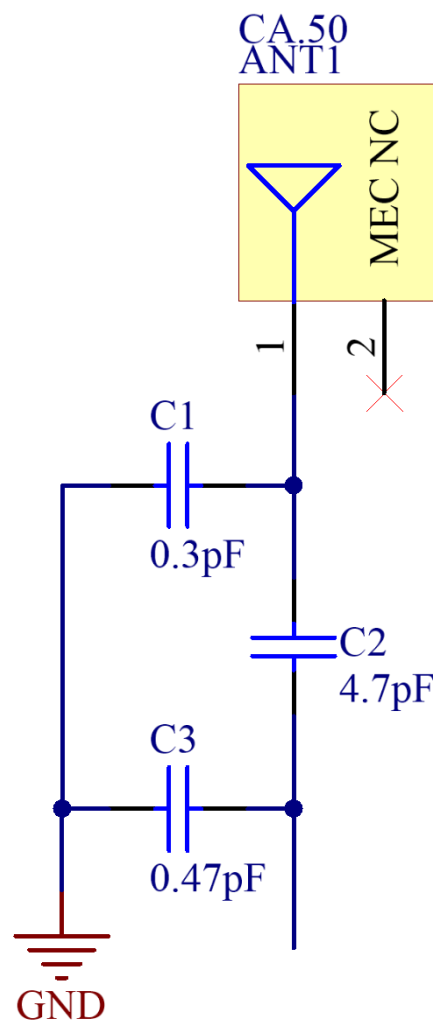 CA.50
ANT1
MEC NC
1
2
C1
0.3pF
C2
4.7pF
C3
0.47pF
GND